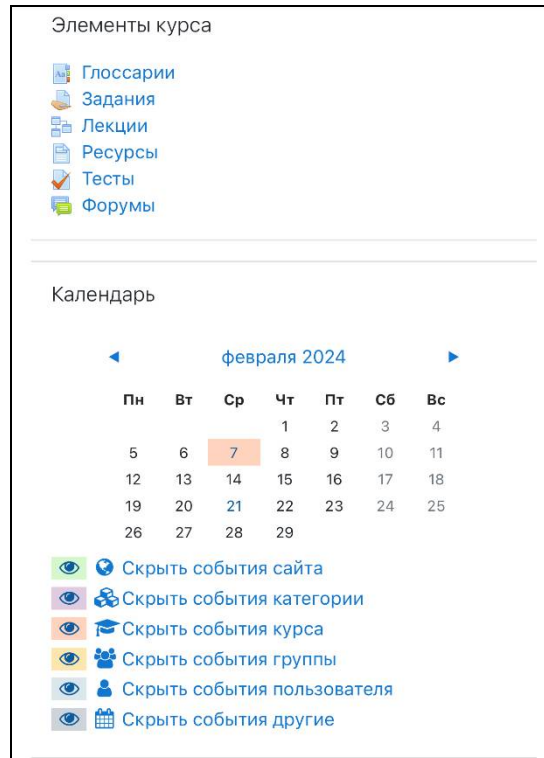 Элементы курса
Глоссарии
Задания
Лекции
Ресурсы
Тесты
Форумы
Календарь
◄ февраля 2024 ►
Пн Вт Ср Чт Пт Сб Вс
1 2 3 4
5 6 7 8 9 10 11
12 13 14 15 16 17 18
19 20 21 22 23 24 25
26 27 28 29
Скрыть события сайта
Скрыть события категории
Скрыть события курса
Скрыть события группы
Скрыть события пользователя
Скрыть события другие